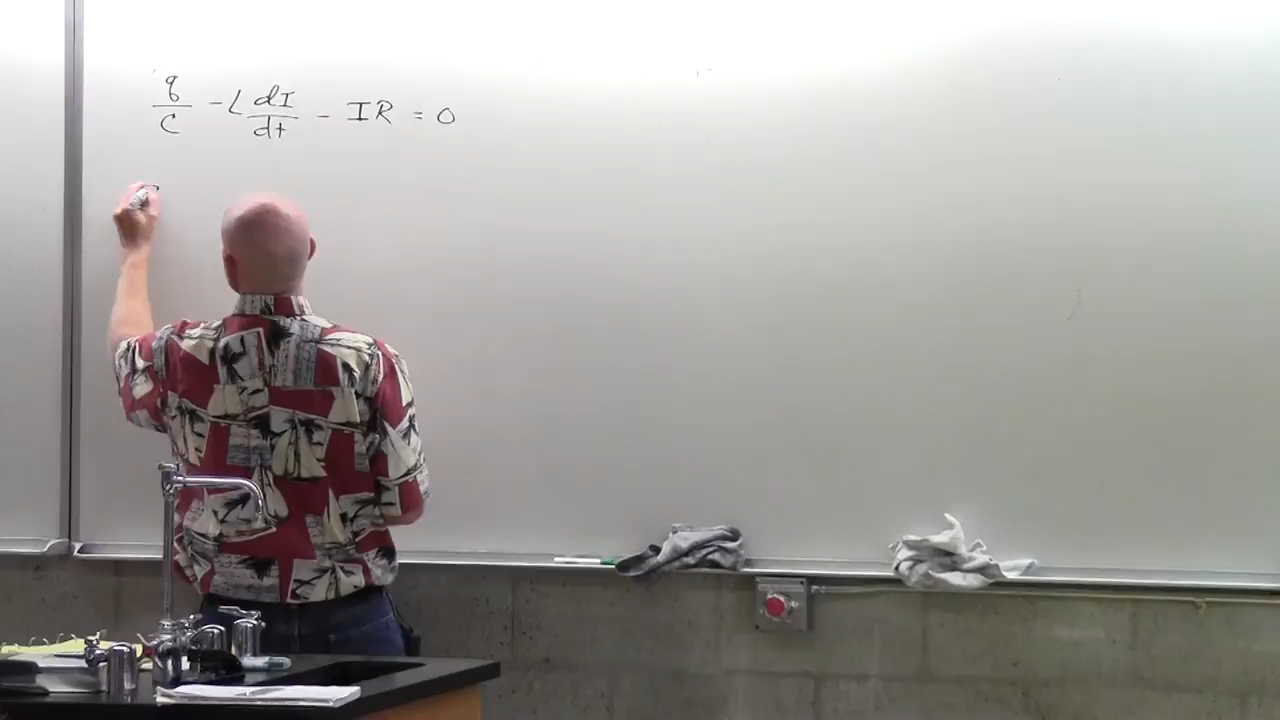 q/C - L dI/dt - IR = 0